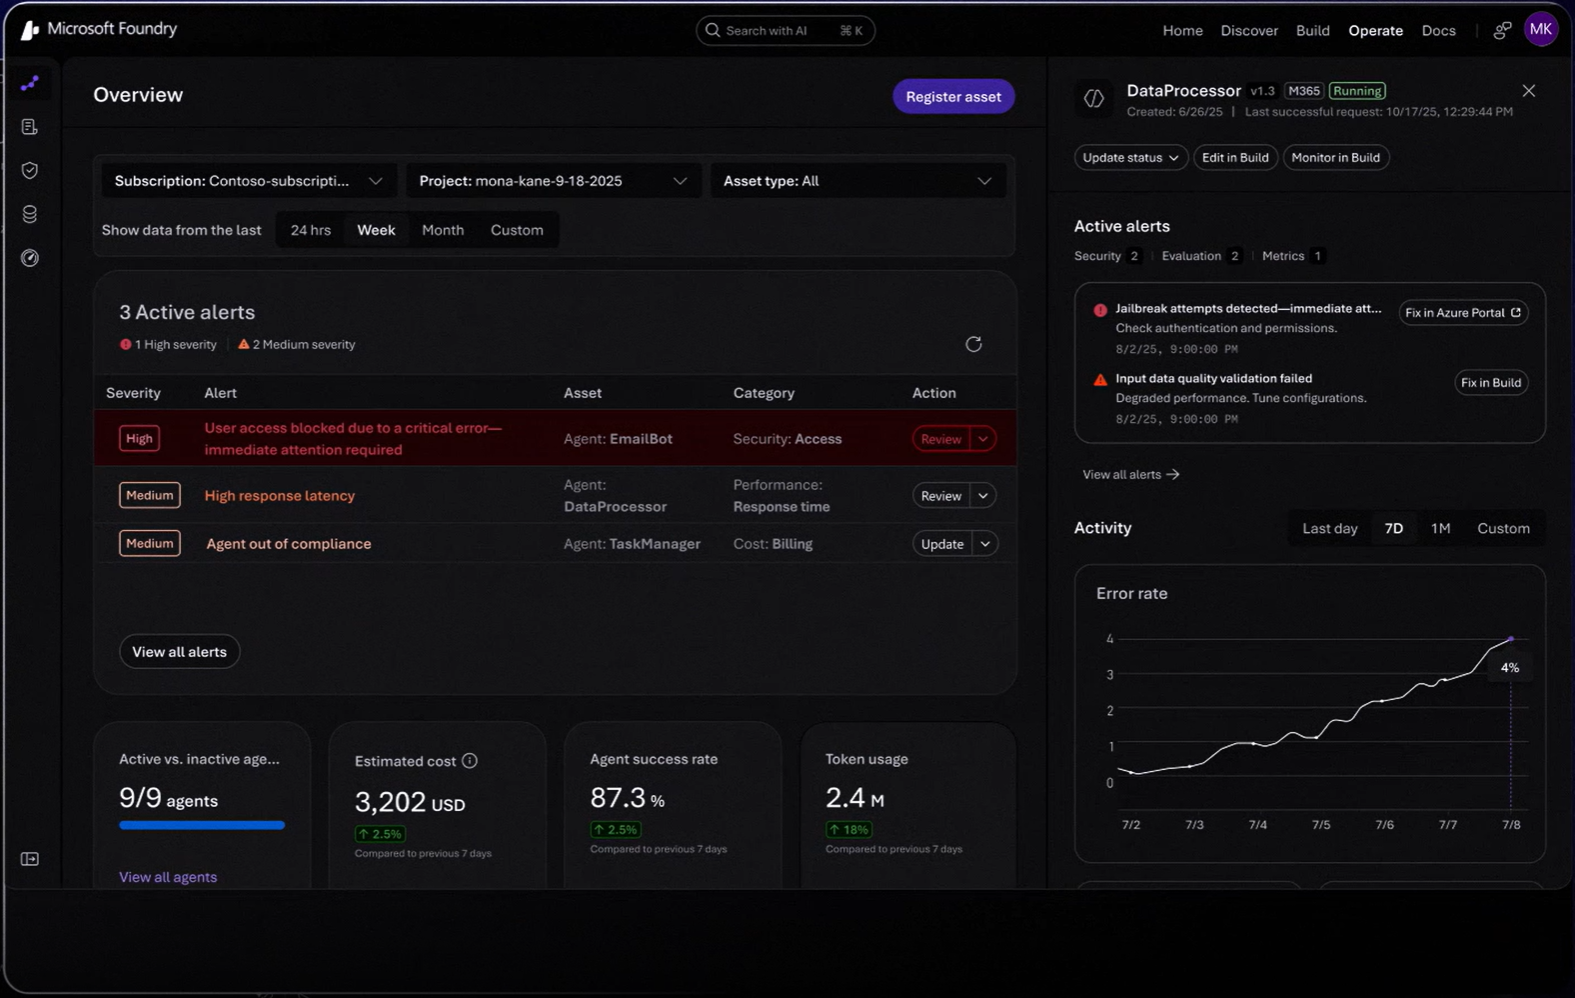 Microsoft Foundry
Search with AI
⌘ K
Home
Discover
Build
Operate
Docs
MK
Overview
Register asset
Subscription: Contoso-subscripti...
Project: mona-kane-9-18-2025
Asset type: All
Show data from the last
24 hrs
Week
Month
Custom
3 Active alerts
1 High severity
2 Medium severity
Severity
Alert
Asset
Category
Action
High
User access blocked due to a critical error—
immediate attention required
Agent: EmailBot
Security: Access
Review
Medium
High response latency
Agent:
DataProcessor
Performance:
Response time
Review
Medium
Agent out of compliance
Agent: TaskManager
Cost: Billing
Update
View all alerts
Active vs. inactive age...
9/9 agents
View all agents
Estimated cost
3,202 USD
↑ 2.5%
Compared to previous 7 days
Agent success rate
87.3 %
↑ 2.5%
Compared to previous 7 days
Token usage
2.4 M
↑ 18%
Compared to previous 7 days
DataProcessor v1.3 M365 Running
Created: 6/26/25 | Last successful request: 10/17/25, 12:29:44 PM
Update status
Edit in Build
Monitor in Build
Active alerts
Security 2
Evaluation 2
Metrics 1
Jailbreak attempts detected—immediate att...
Check authentication and permissions.
8/2/25, 9:00:00 PM
Fix in Azure Portal
Input data quality validation failed
Degraded performance. Tune configurations.
8/2/25, 9:00:00 PM
Fix in Build
View all alerts →
Activity
Last day
7D
1M
Custom
Error rate
4
3
2
1
0
4%
7/2
7/3
7/4
7/5
7/6
7/7
7/8